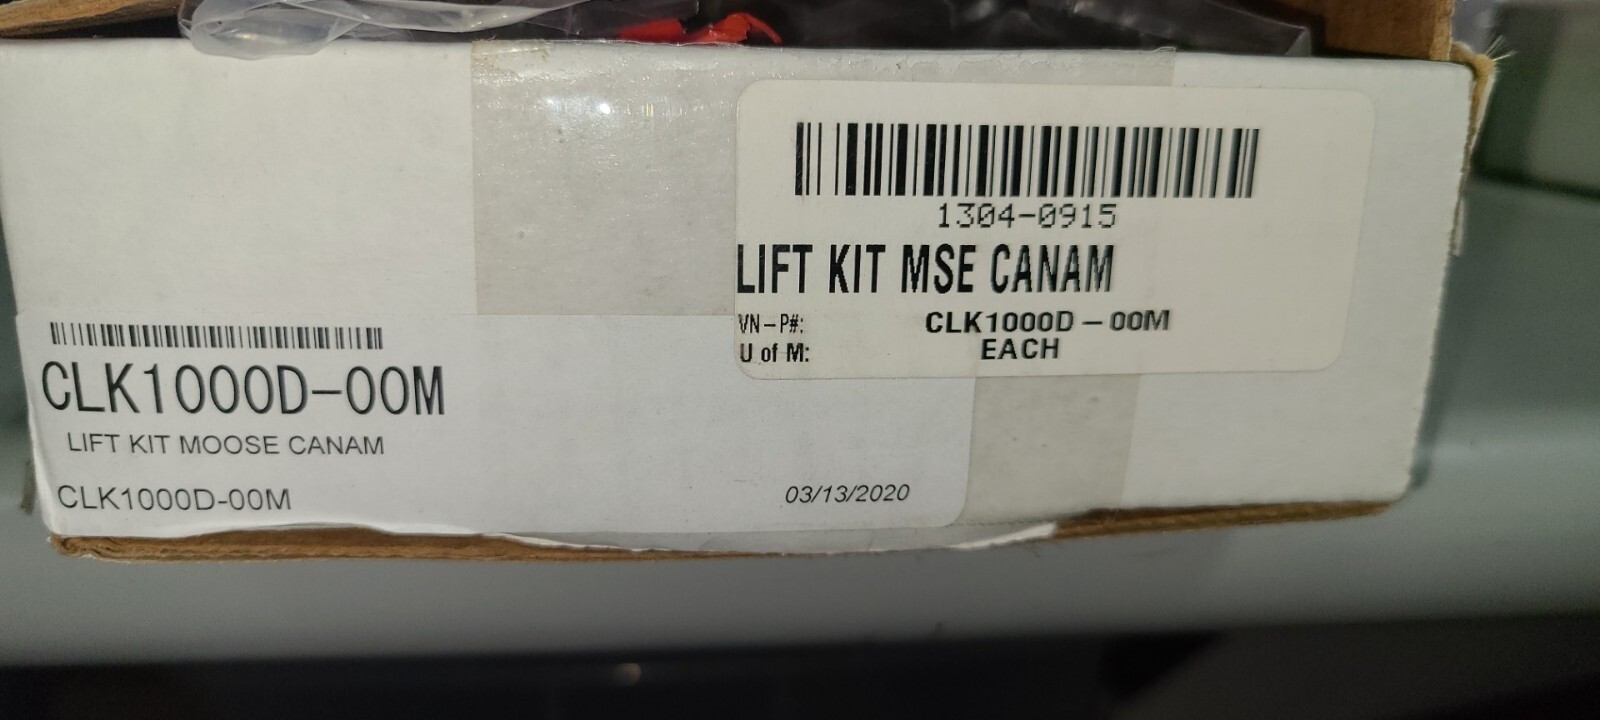 1304-0915
LIFT KIT MSE CANAM
VN-P#: CLK1000D-00M
U of M: EACH
CLK1000D-00M
LIFT KIT MOOSE CANAM
CLK1000D-00M
03/13/2020